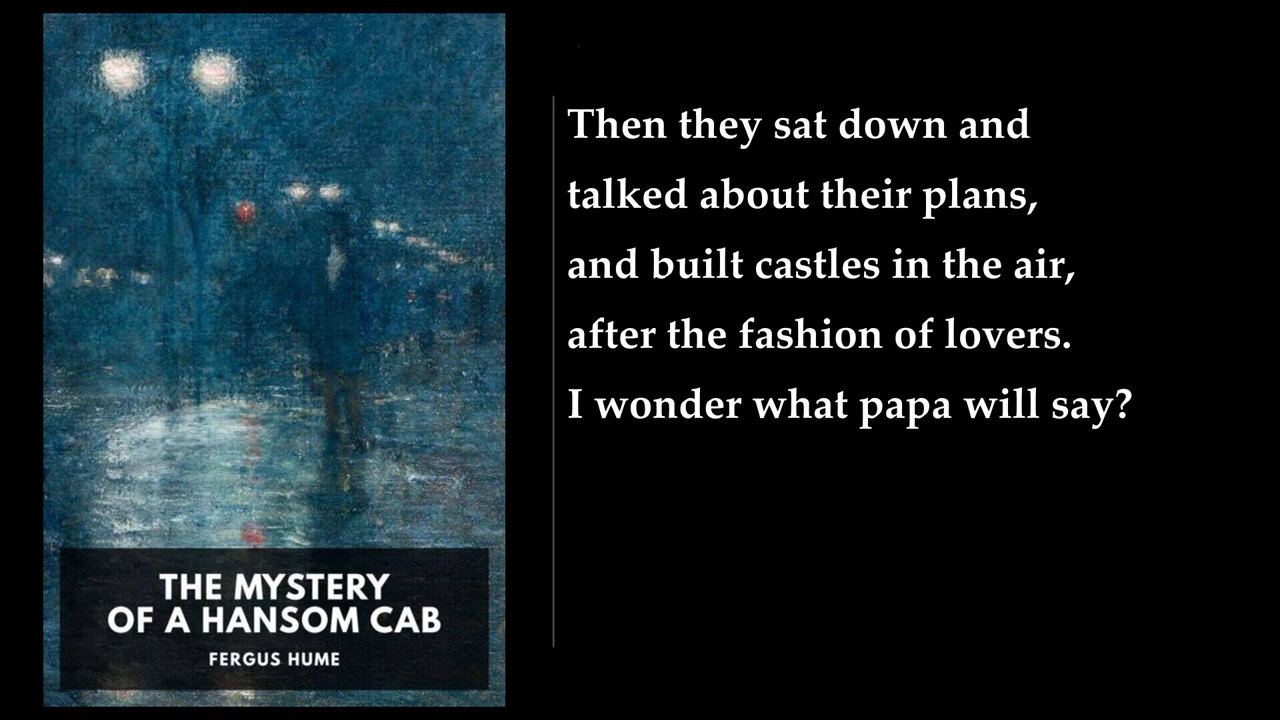 Then they sat down and
talked about their plans,
and built castles in the air,
after the fashion of lovers.
I wonder what papa will say?
THE MYSTERY
OF A HANSOM CAB
FERGUS HUME